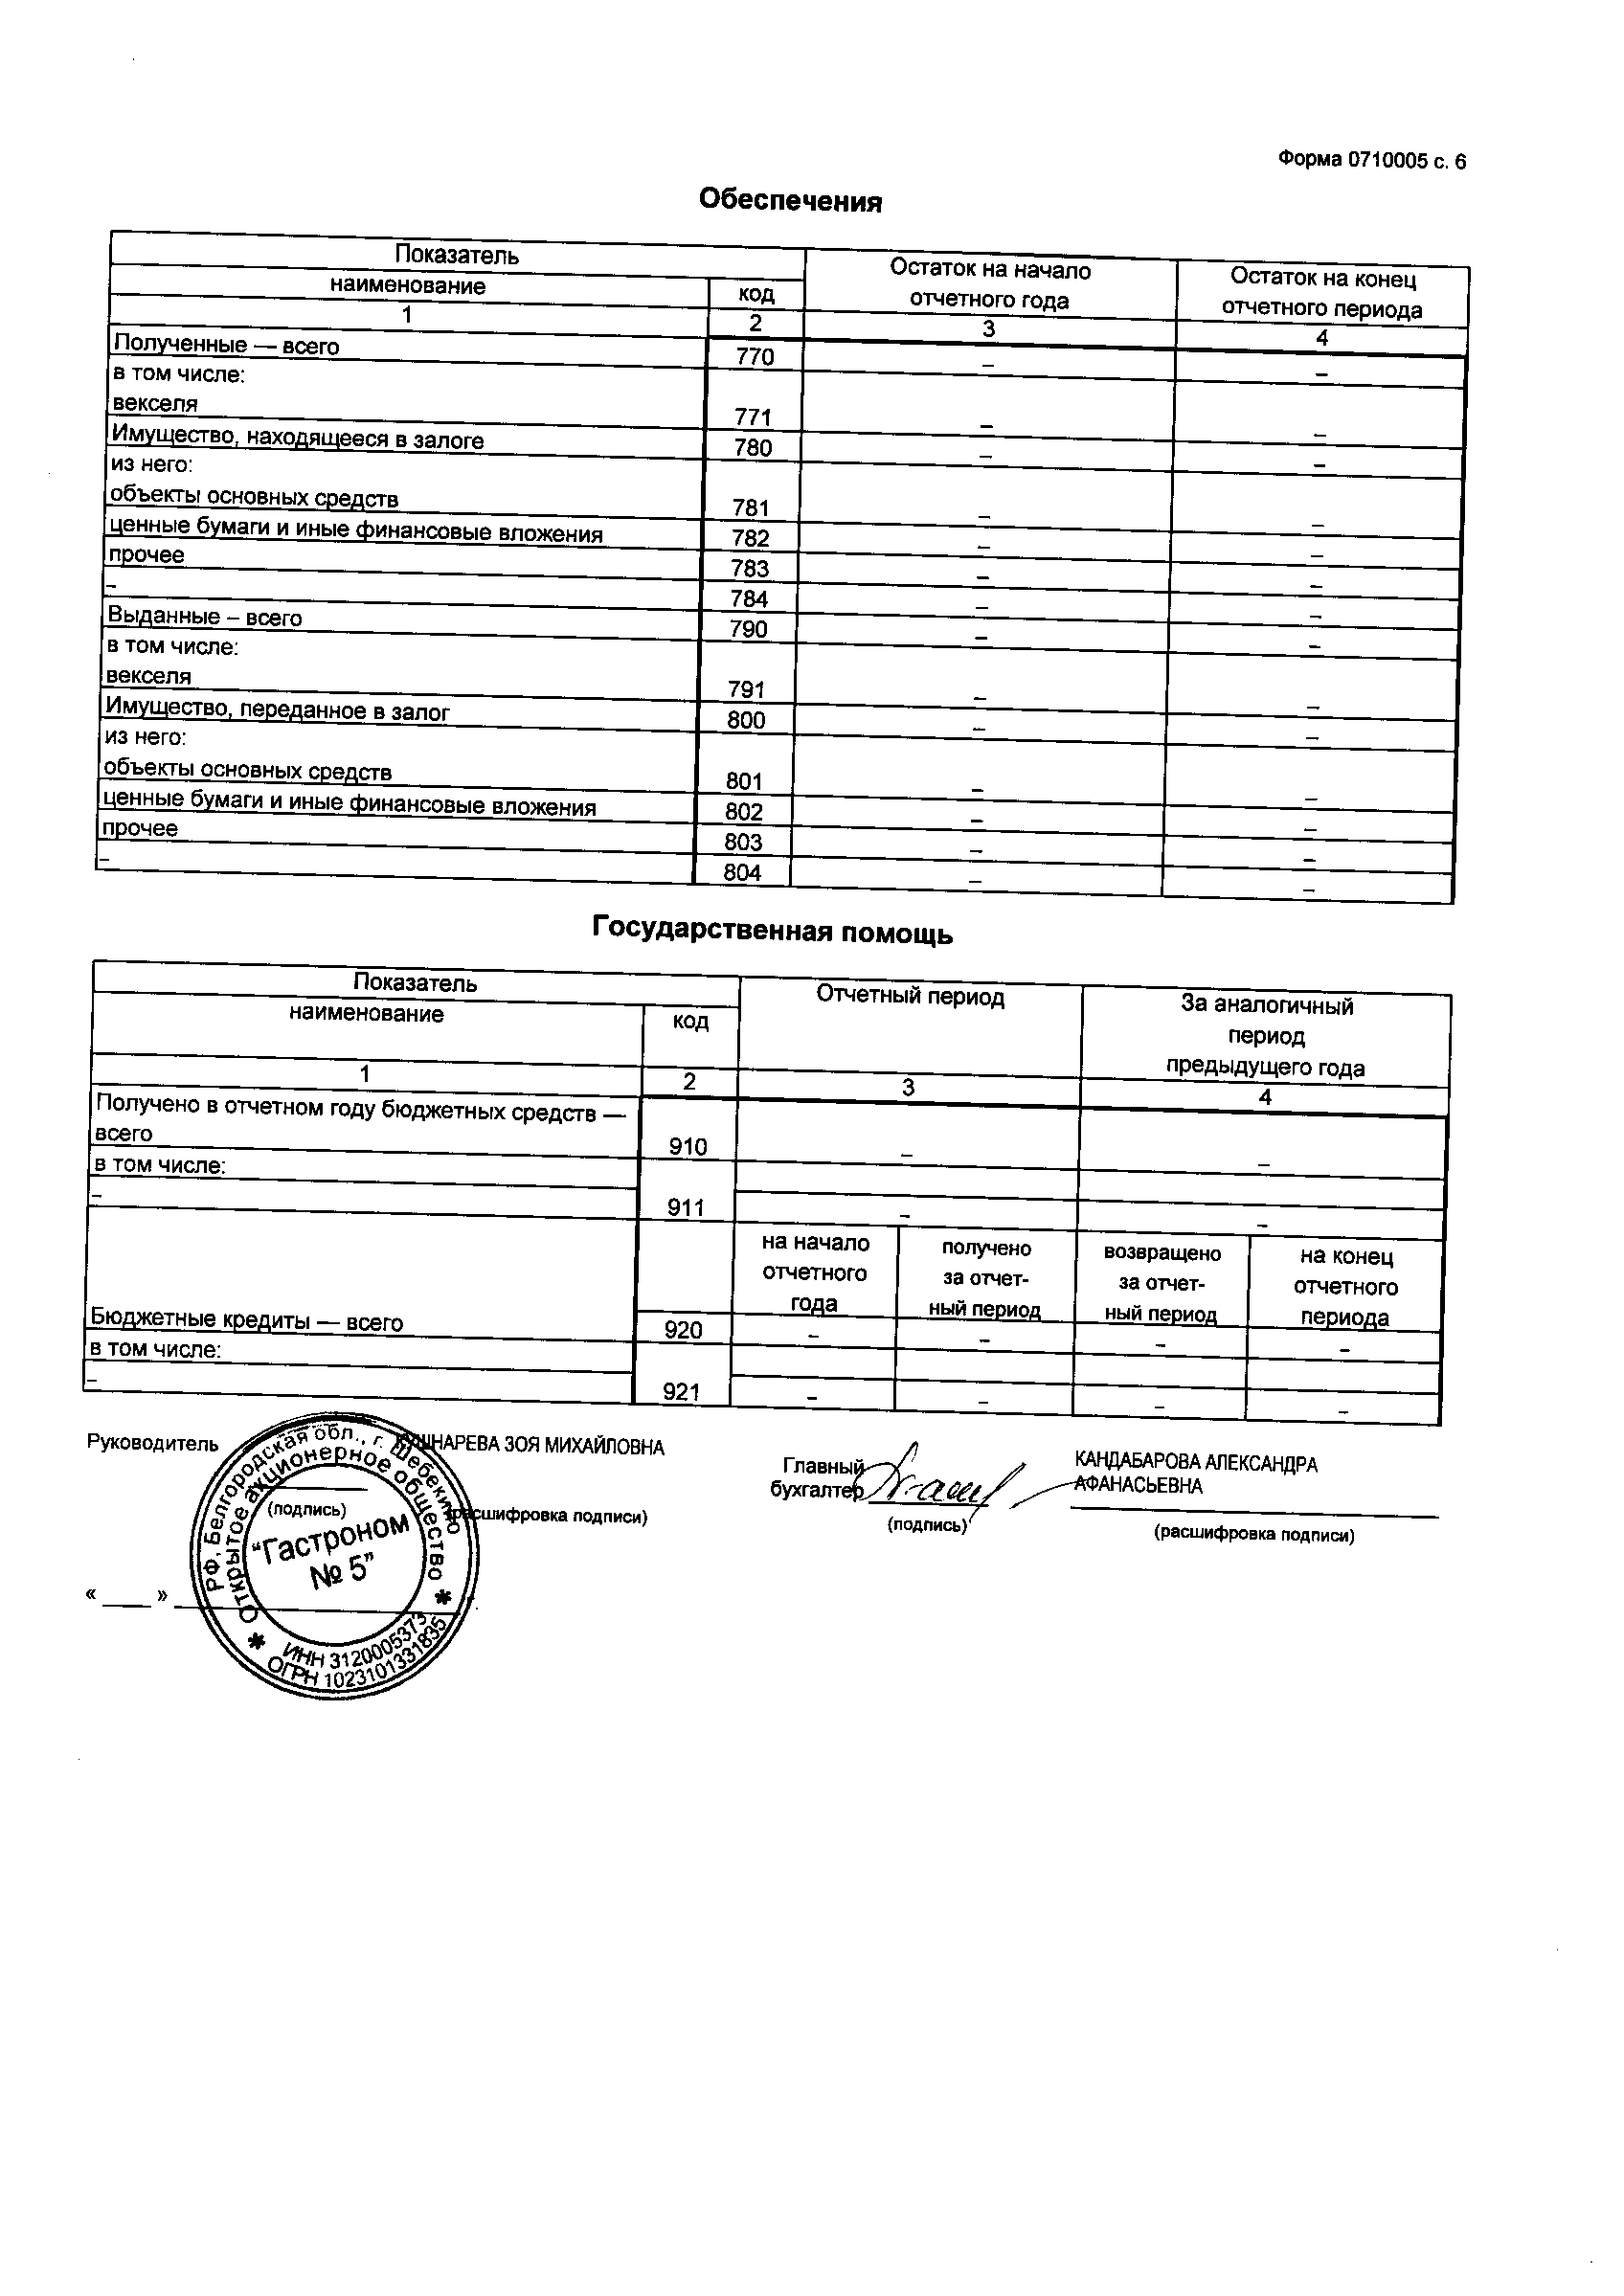 Форма 0710005 с. 6
Обеспечения
Показатель
Остаток на начало отчетного года
Остаток на конец отчетного периода
наименование код
1 2 3 4
Полученные — всего 770 – –
в том числе:
векселя 771 – –
Имущество, находящееся в залоге 780 – –
из него:
объекты основных средств 781 – –
ценные бумаги и иные финансовые вложения 782 – –
прочее 783 – –
– 784 – –
Выданные – всего 790 – –
в том числе:
векселя 791 – –
Имущество, переданное в залог 800 – –
из него:
объекты основных средств 801 – –
ценные бумаги и иные финансовые вложения 802 – –
прочее 803 – –
– 804 – –
Государственная помощь
Показатель
Отчетный период
За аналогичный
период
предыдущего года
наименование код
1 2 3 4
Получено в отчетном году бюджетных средств —
всего 910 – –
в том числе:
– 911 – –
на начало отчетного года
получено за отчет-ный период
возвращено за отчет-ный период
на конец отчетного периода
Бюджетные кредиты — всего 920 – – – –
в том числе:
– 921 – – – –
Руководитель
ЗОЯ МИХАЙЛОВНА
(подпись)
(расшифровка подписи)
Главный
бухгалтер
(подпись)
КАНДАБАРОВА АЛЕКСАНДРА
АФАНАСЬЕВНА
(расшифровка подписи)
« ____ »
РФ, Белгородская обл., г. Шебекино
Открытое акционерное общество
"Гастроном
№ 5"
ИНН 3120005373
ОГРН 1023101331835